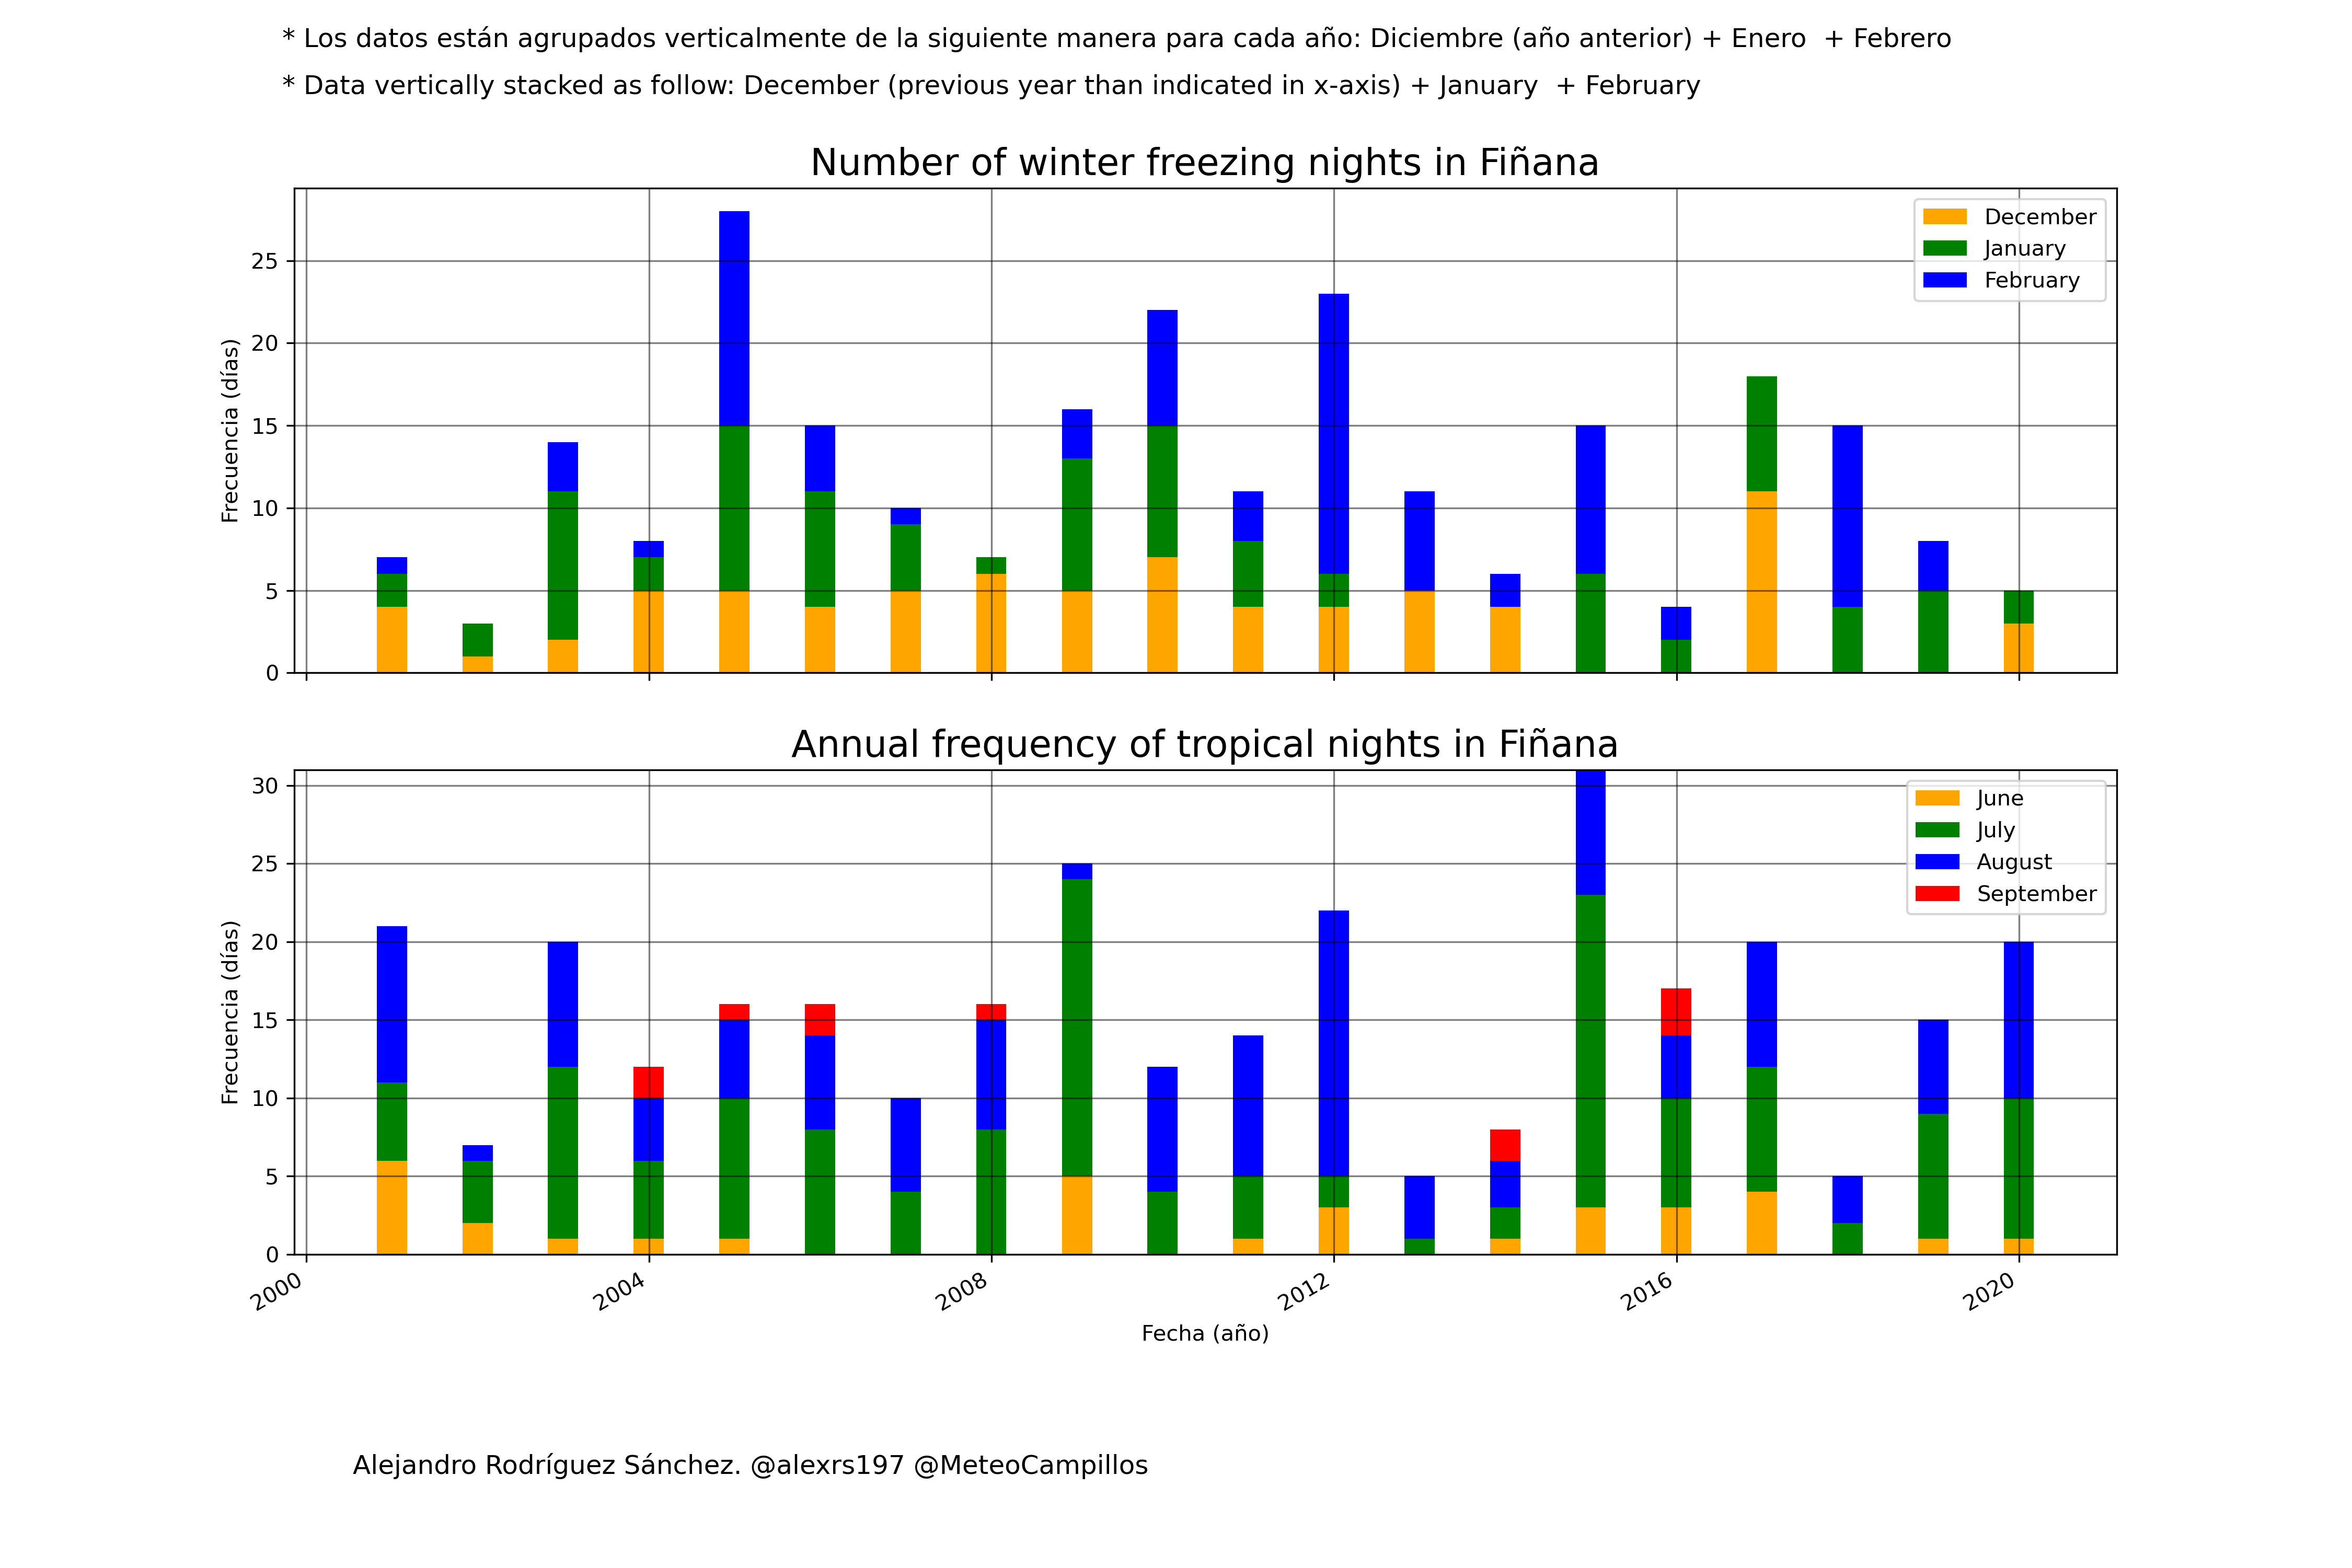 * Los datos están agrupados verticalmente de la siguiente manera para cada año: Diciembre (año anterior) + Enero  + Febrero
* Data vertically stacked as follow: December (previous year than indicated in x-axis) + January  + February
Number of winter freezing nights in Fiñana
December
January
February
Frecuencia (días)
25
20
15
10
5
0
Annual frequency of tropical nights in Fiñana
June
July
August
September
Frecuencia (días)
30
25
20
15
10
5
0
2000 2004 2008 2012 2016 2020
Fecha (año)
Alejandro Rodríguez Sánchez. @alexrs197 @MeteoCampillos